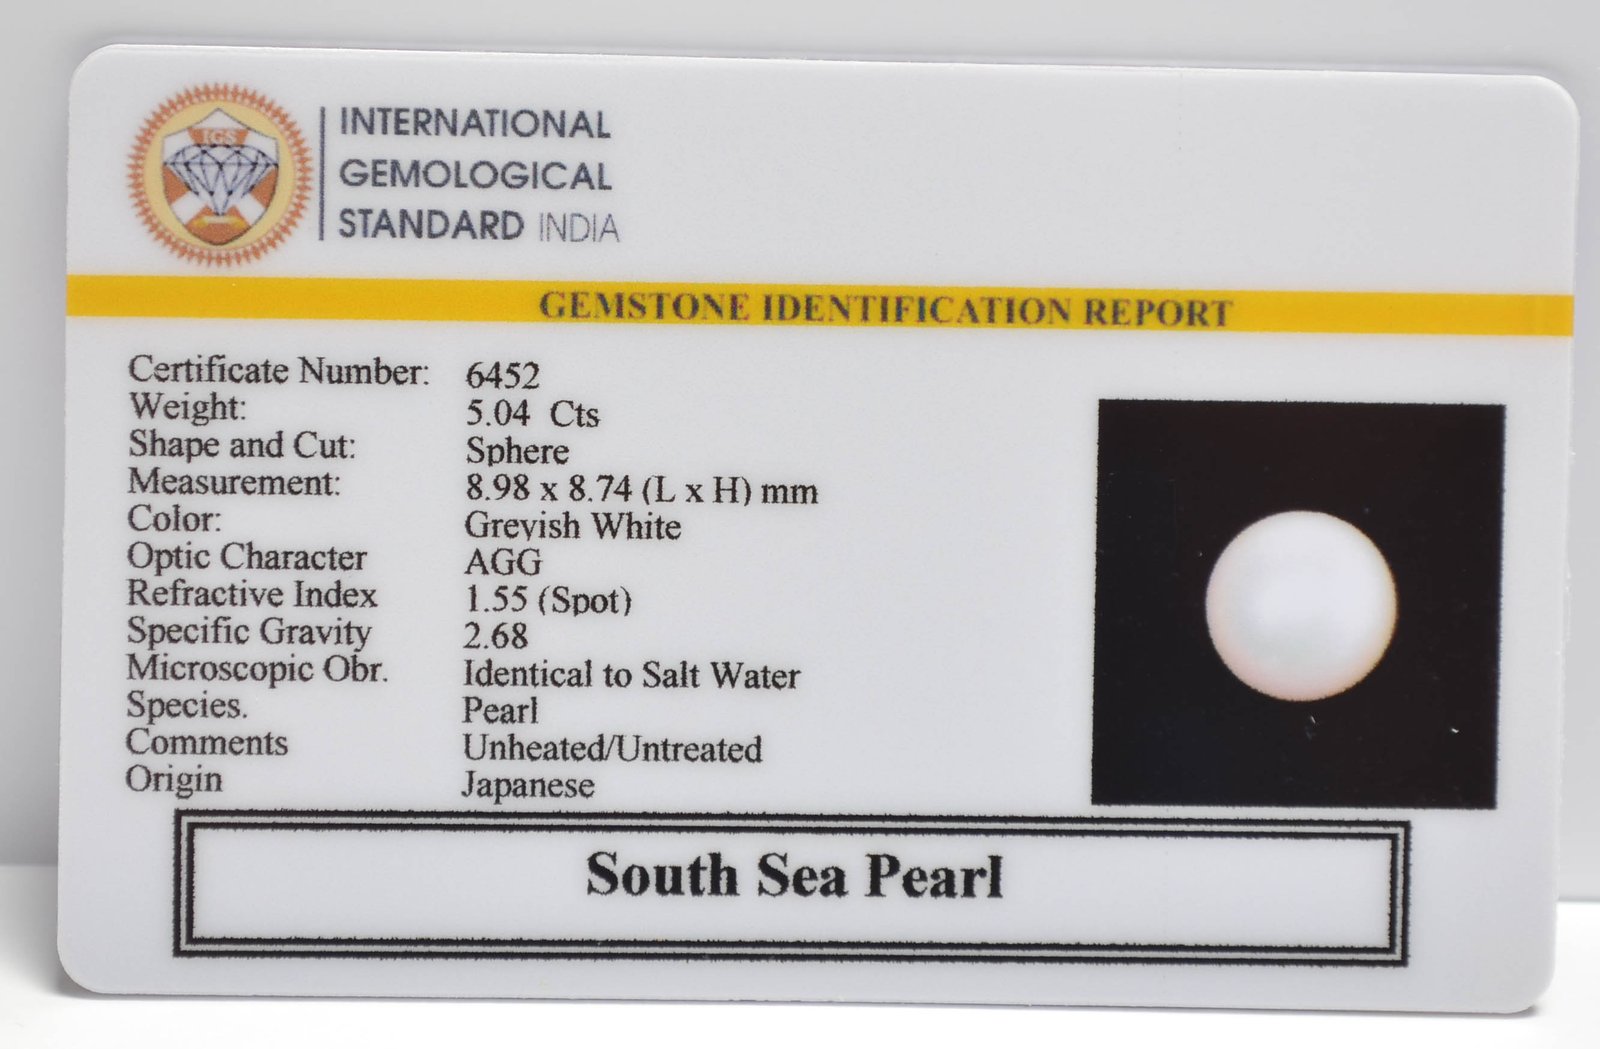 IGS
INTERNATIONAL
GEMOLOGICAL
STANDARD INDIA
GEMSTONE IDENTIFICATION REPORT
Certificate Number: 6452
Weight: 5.04 Cts
Shape and Cut: Sphere
Measurement: 8.98 x 8.74 (L x H) mm
Color: Greyish White
Optic Character AGG
Refractive Index 1.55 (Spot)
Specific Gravity 2.68
Microscopic Obr. Identical to Salt Water
Species. Pearl
Comments Unheated/Untreated
Origin Japanese
South Sea Pearl